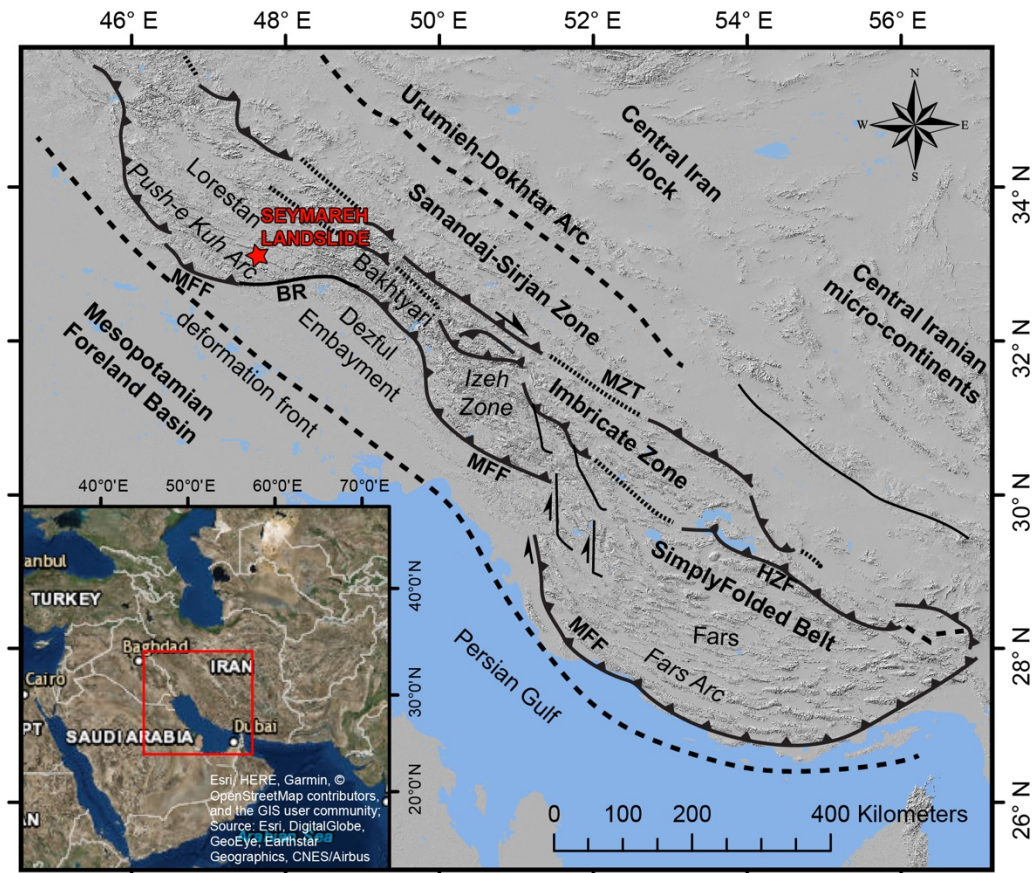 46° E 48° E 50° E 52° E 54° E 56° E
N
W E
S
Urumieh-Dokhtar Arc
Central Iran
block
34° N
Lorestan
Push-e Kuh Arc
SEYMAREH
LANDSLIDE
Sanandaj-Sirjan Zone
Bakhtyari
MFF
BR
Central Iranian
micro-continents
32° N
Mesopotamian
Foreland Basin
deformation front
Dezful
Embayment
Izeh
Zone
MZT
Imbricate Zone
MFF
30° N
SimplyFolded Belt
HZF
Fars
Fars Arc
MFF
Persian Gulf
28° N
26° N
0 100 200 400 Kilometers
40°0'E 50°0'E 60°0'E 70°0'E
40°0'N
30°0'N
20°0'N
anbul
TURKEY
Baghdad
IRAN
Cairo
PT
SAUDI ARABIA
Dubai
AN
Arabian Sea
Esri, HERE, Garmin, ©
OpenStreetMap contributors,
and the GIS user community;
Source: Esri, DigitalGlobe,
GeoEye, Earthstar
Geographics, CNES/Airbus